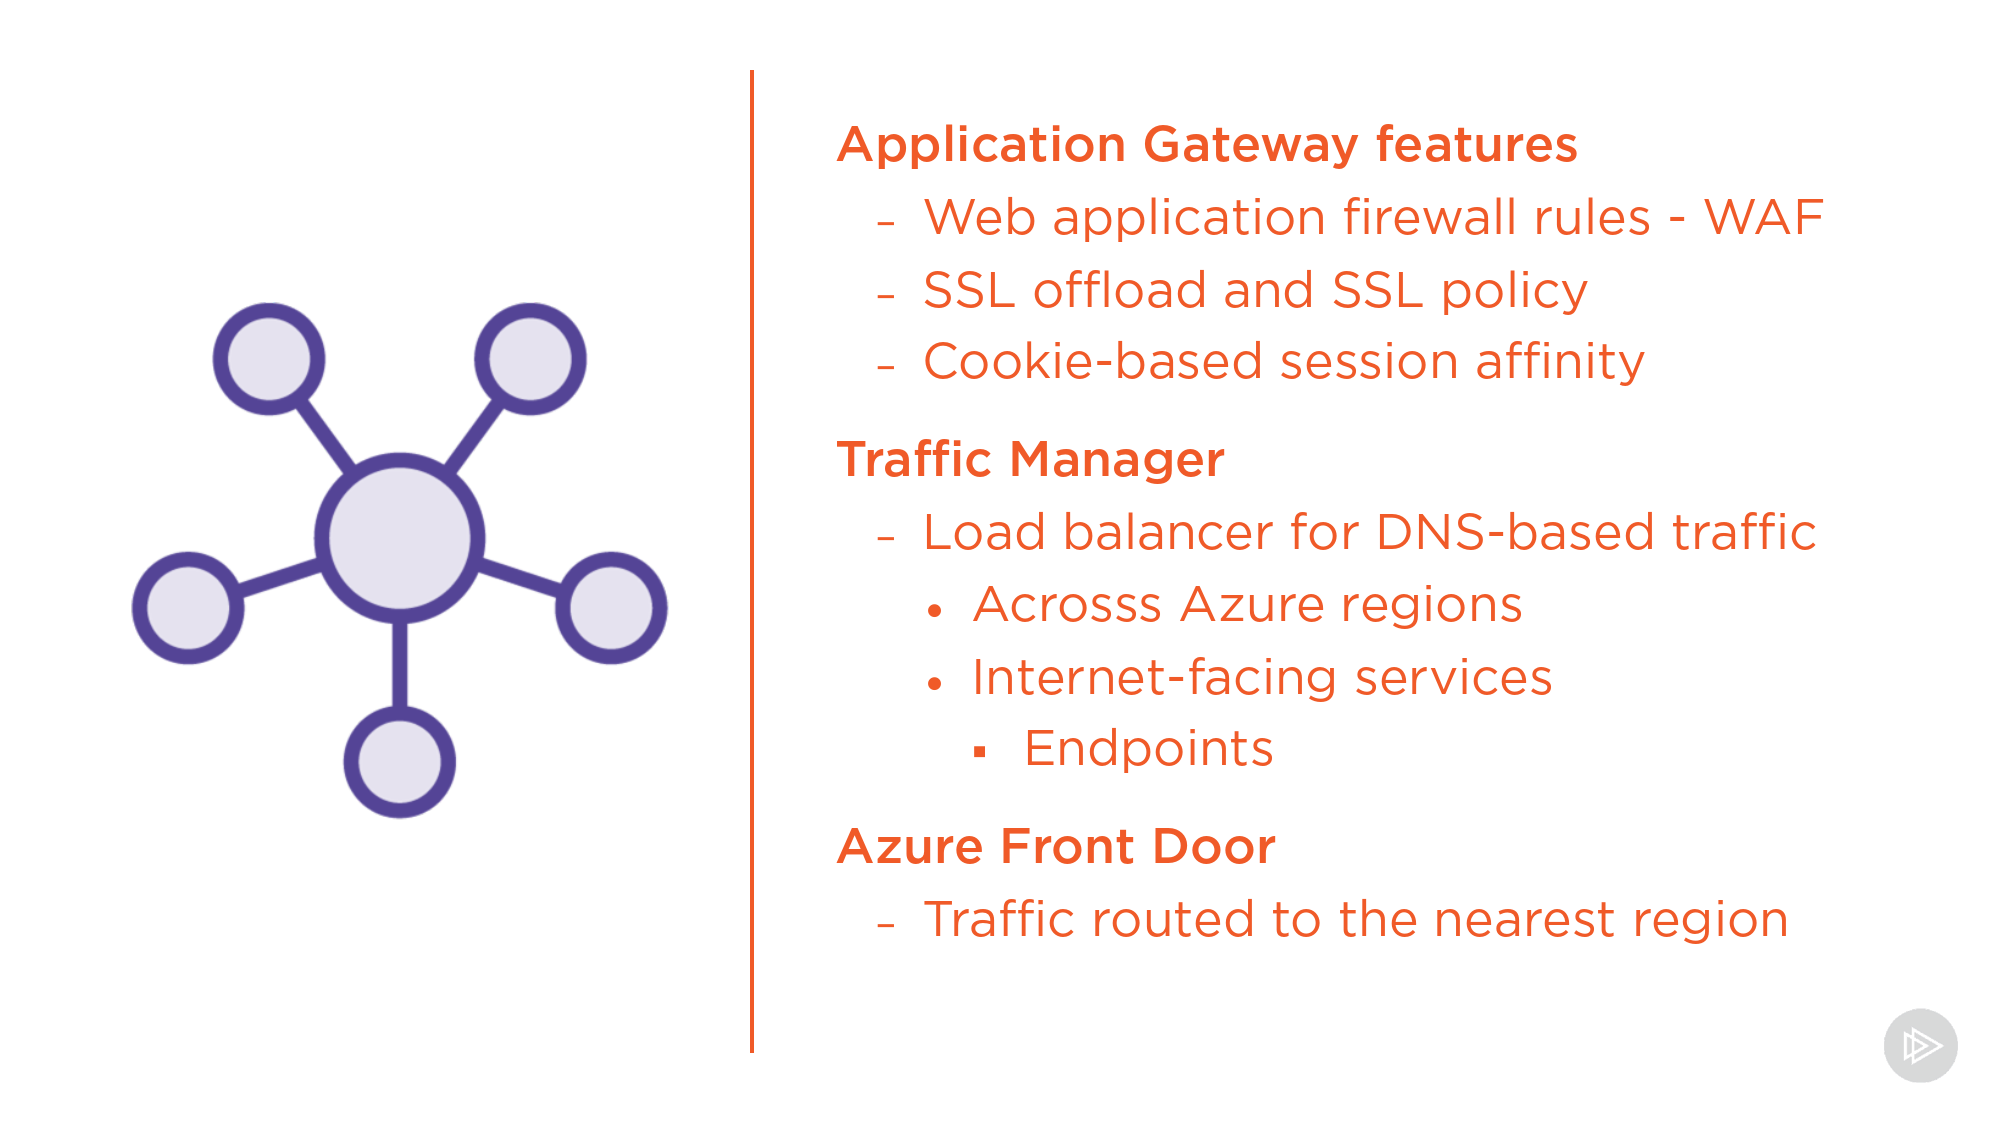 Application Gateway features
– Web application firewall rules - WAF
– SSL offload and SSL policy
– Cookie-based session affinity
Traffic Manager
– Load balancer for DNS-based traffic
• Acrosss Azure regions
• Internet-facing services
▪ Endpoints
Azure Front Door
– Traffic routed to the nearest region